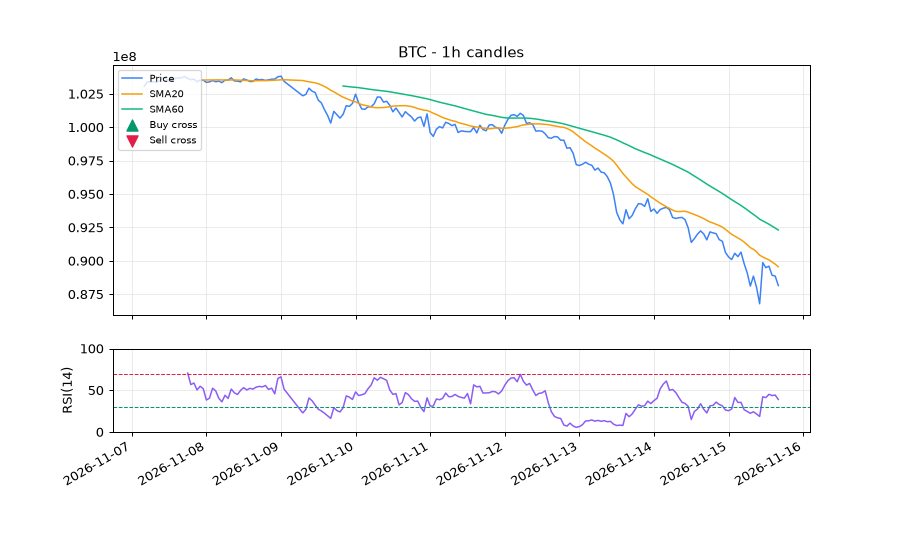 BTC - 1h candles
1e8
Price
SMA20
SMA60
Buy cross
Sell cross
1.025
1.000
0.975
0.950
0.925
0.900
0.875
RSI(14)
100
50
0
2026-11-07
2026-11-08
2026-11-09
2026-11-10
2026-11-11
2026-11-12
2026-11-13
2026-11-14
2026-11-15
2026-11-16